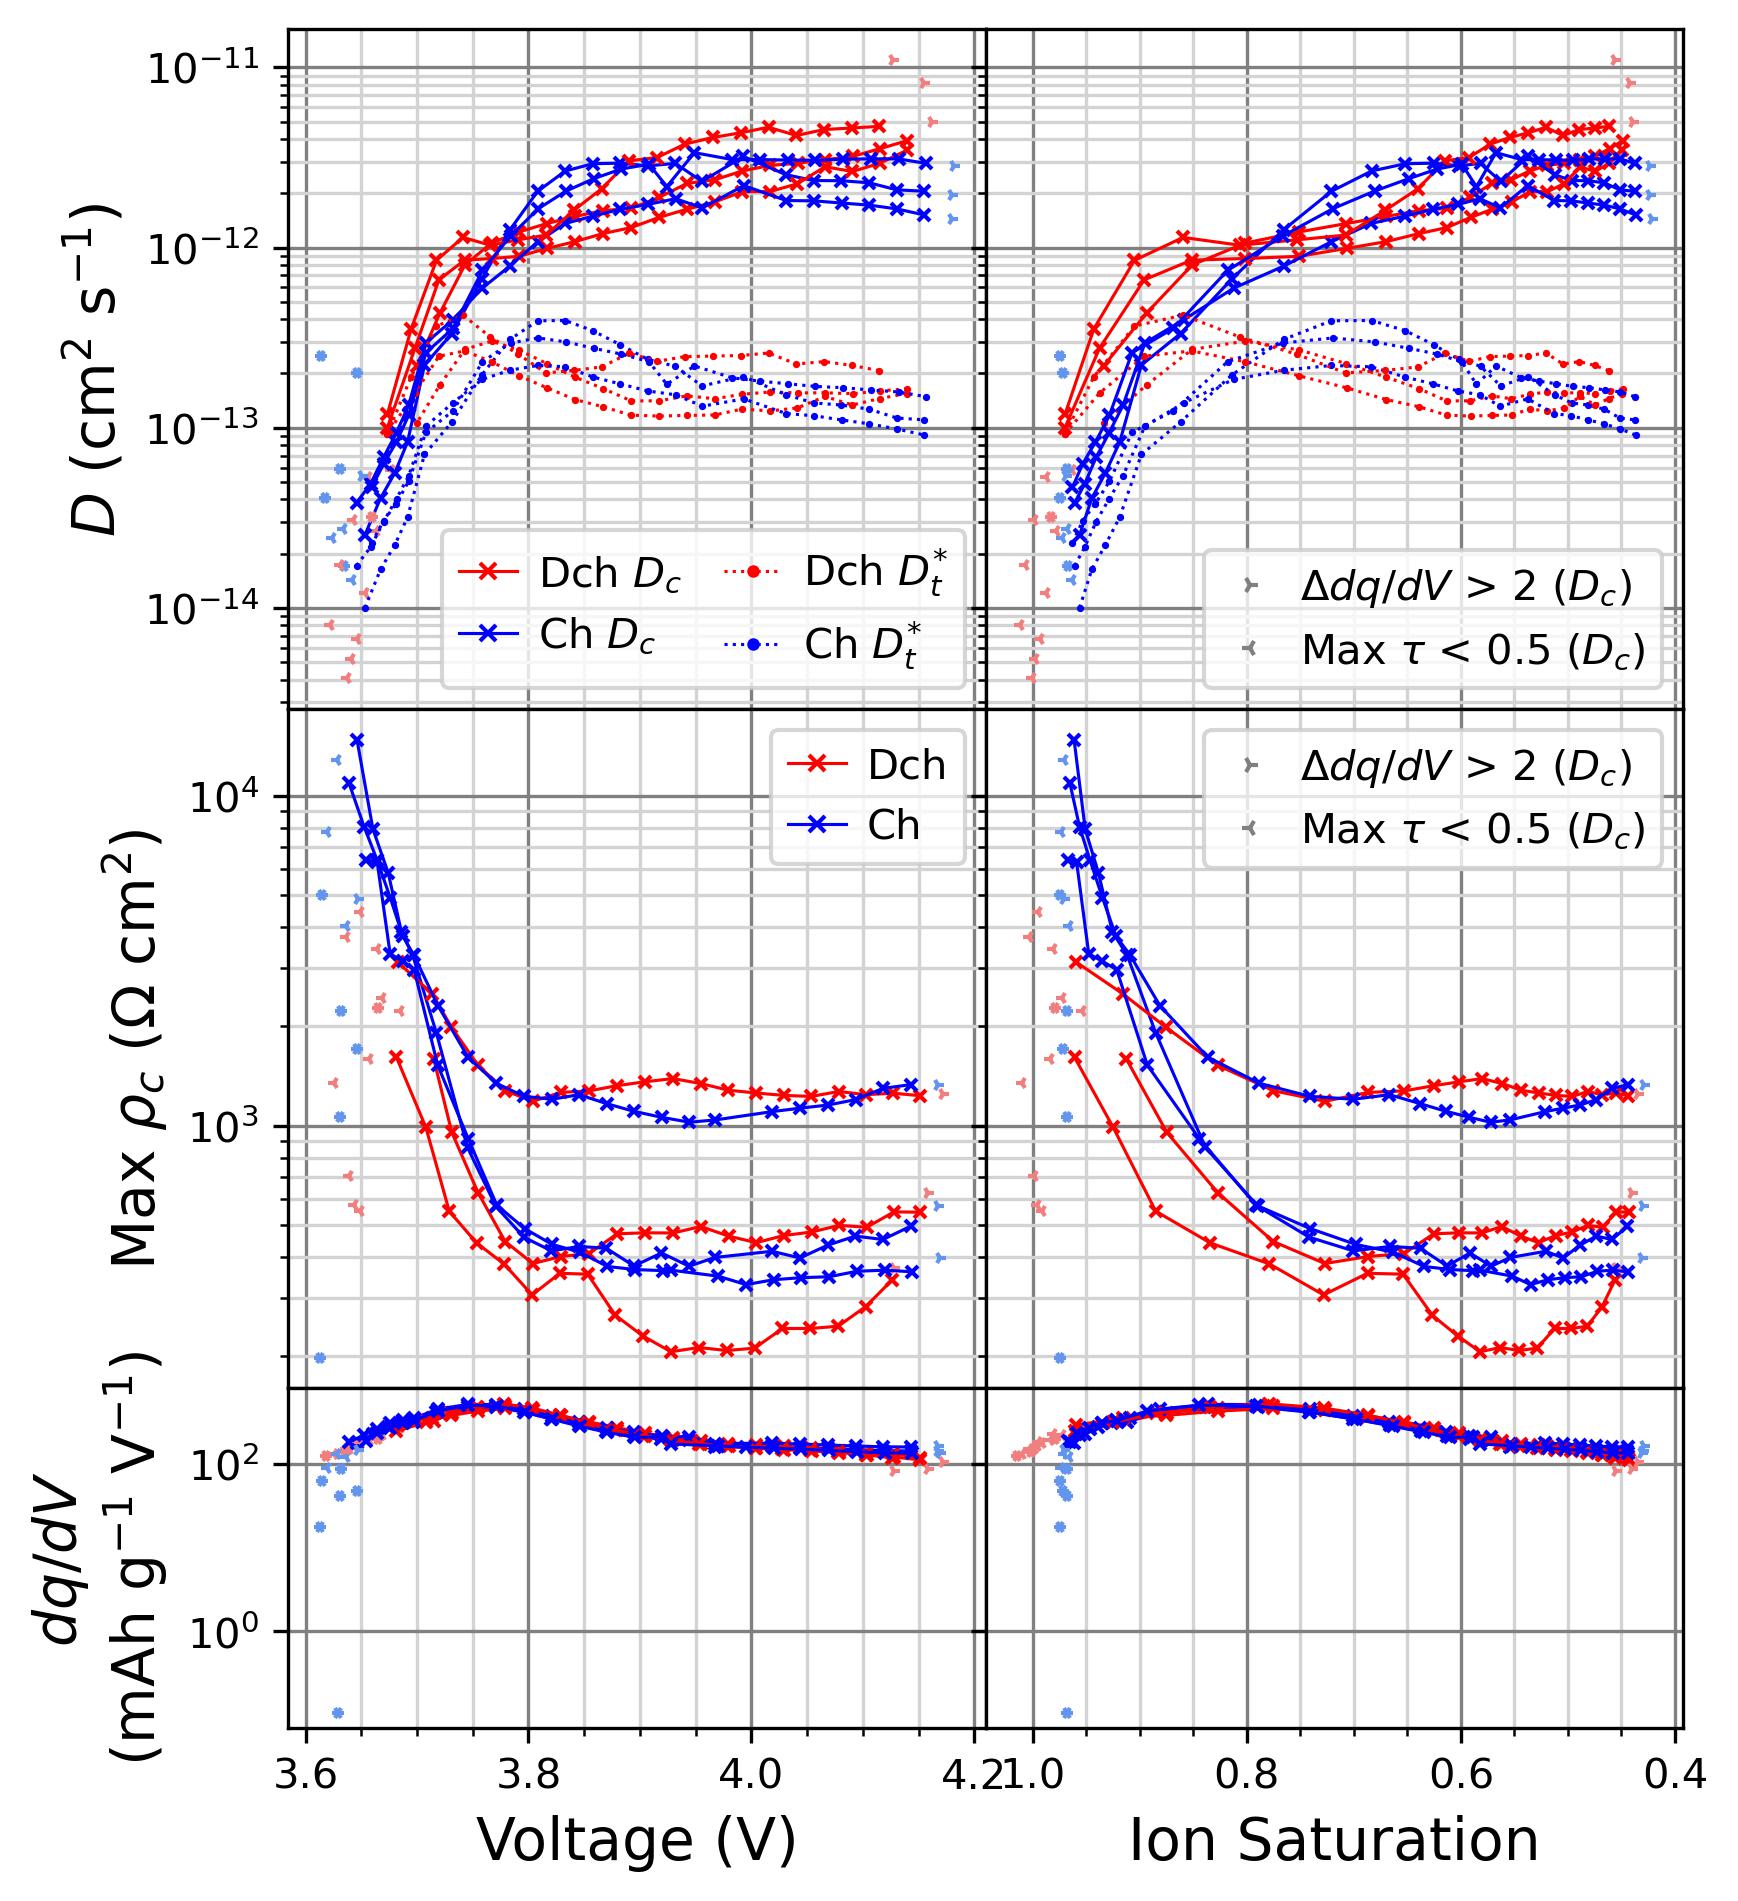 10⁻¹¹
10⁻¹²
10⁻¹³
10⁻¹⁴
D (cm² s⁻¹)
Dch D_c
Ch D_c
Dch D_t^*
Ch D_t^*
Δdq/dV > 2 (D_c)
Max τ < 0.5 (D_c)
10⁴
10³
Max ρ_c (Ω cm²)
Dch
Ch
Δdq/dV > 2 (D_c)
Max τ < 0.5 (D_c)
10²
10⁰
dq/dV
(mAh g⁻¹ V⁻¹)
3.6 3.8 4.0 4.2
1.0 0.8 0.6 0.4
Voltage (V)
Ion Saturation